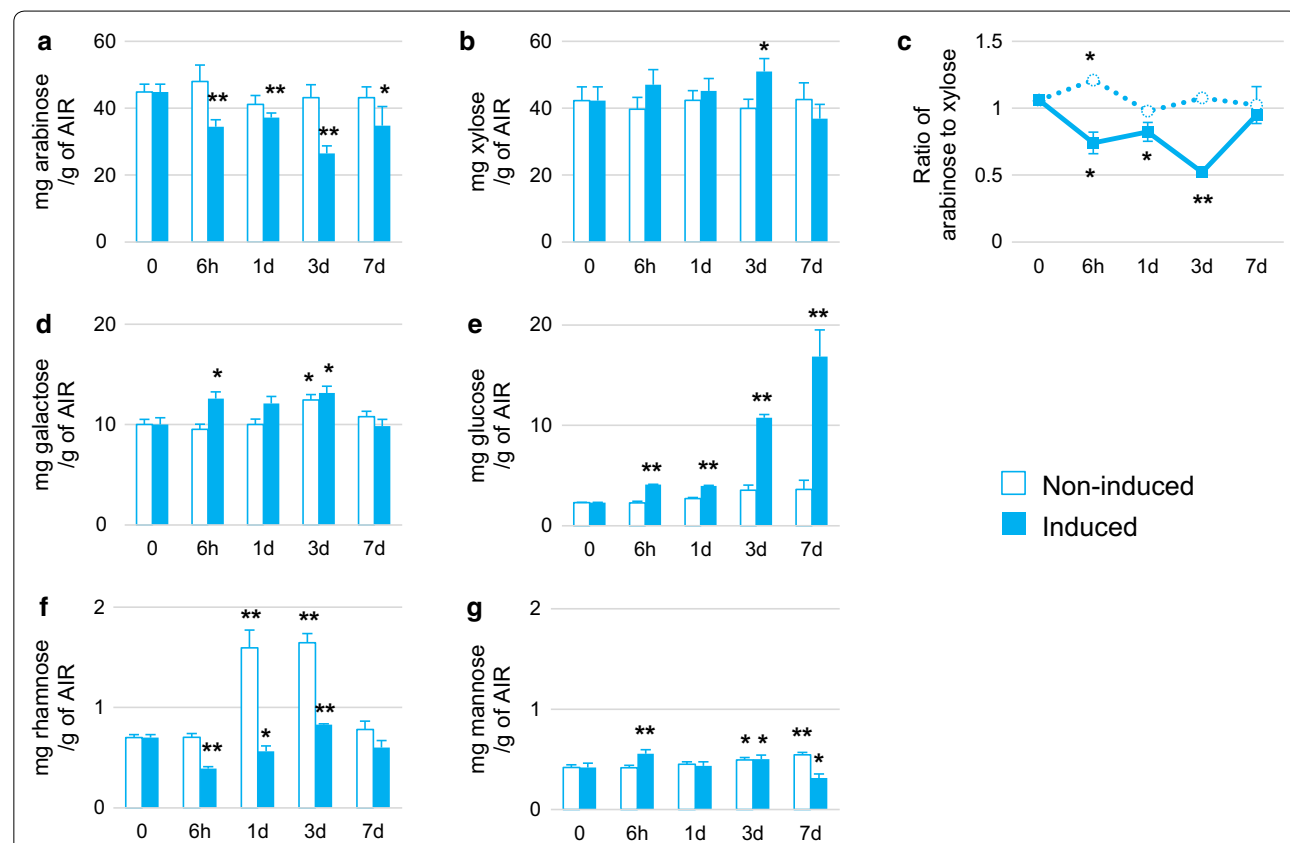 a
60
40
20
0
mg arabinose
/g of AIR
**
**
**
*
0 6h 1d 3d 7d
b
60
40
20
0
mg xylose
/g of AIR
*
0 6h 1d 3d 7d
c
1.5
1
0.5
0
Ratio of
arabinose to xylose
*
*
*
**
0 6h 1d 3d 7d
d
20
10
0
mg galactose
/g of AIR
*
* *
0 6h 1d 3d 7d
e
20
10
0
mg glucose
/g of AIR
**
**
**
**
0 6h 1d 3d 7d
Non-induced
Induced
f
2
1
0
mg rhamnose
/g of AIR
**
**
*
**
**
0 6h 1d 3d 7d
g
2
1
0
mg mannose
/g of AIR
**
* *
**
*
0 6h 1d 3d 7d